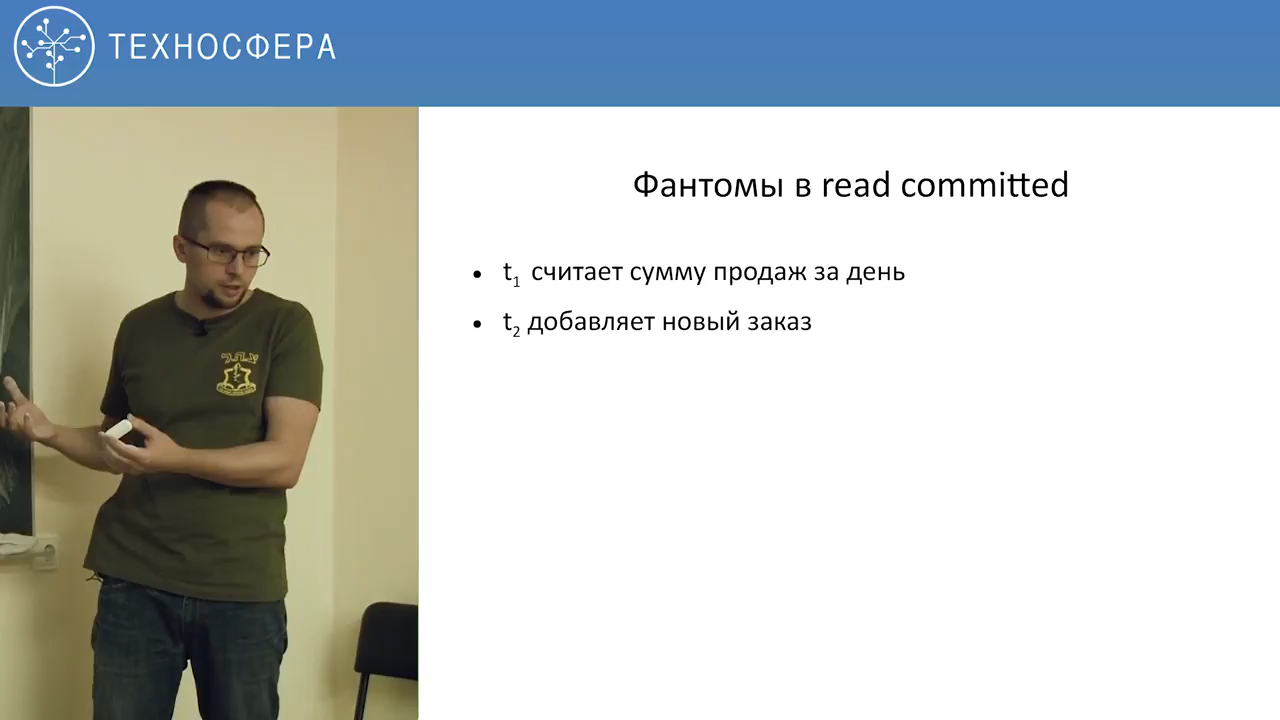 ТЕХНОСФЕРА
Фантомы в read committed
• t₁ считает сумму продаж за день
• t₂ добавляет новый заказ
צ.ה.ל